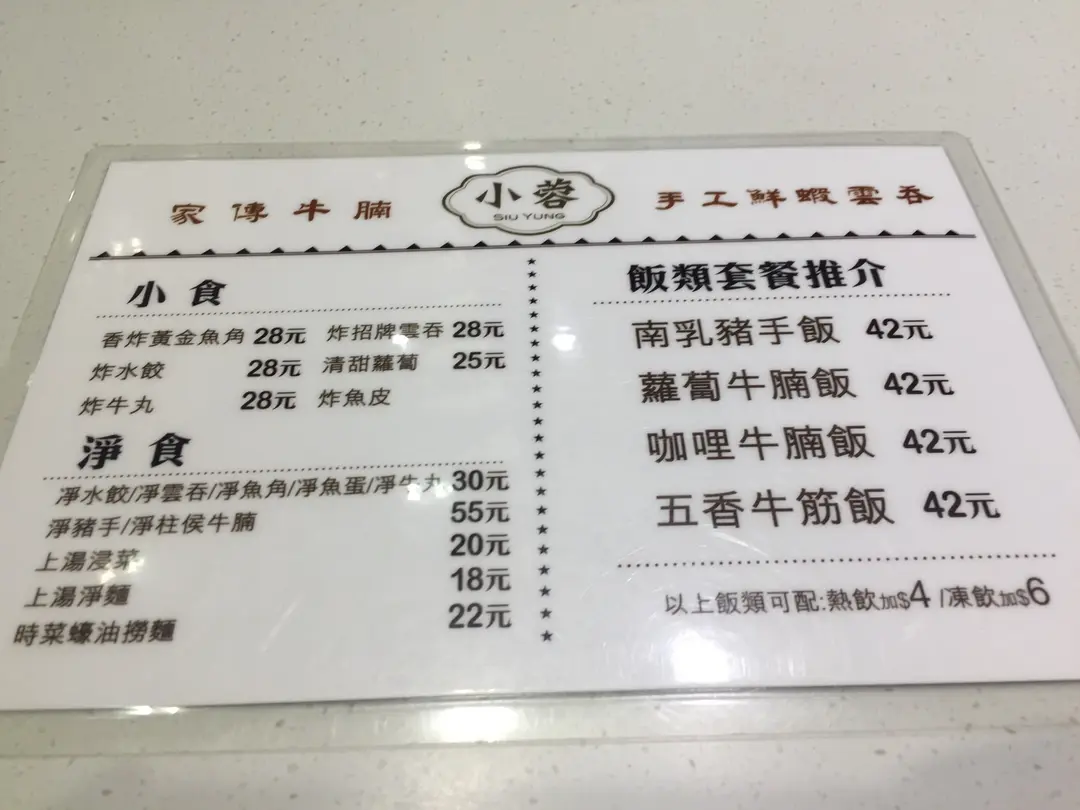 家傳牛腩
小蓉
SIU YUNG
手工鮮蝦雲吞
小食
香炸黃金魚角 28元 炸招牌雲吞 28元
炸水餃 28元 清甜蘿蔔 25元
炸牛丸 28元 炸魚皮
淨食
淨水餃/淨雲吞/淨魚角/淨魚蛋/淨牛丸 30元
淨豬手/淨柱侯牛腩 55元
上湯浸菜 20元
上湯淨麵 18元
時菜蠔油撈麵 22元
飯類套餐推介
南乳豬手飯 42元
蘿蔔牛腩飯 42元
咖哩牛腩飯 42元
五香牛筋飯 42元
以上飯類可配:熱飲加$4 /凍飲加$6